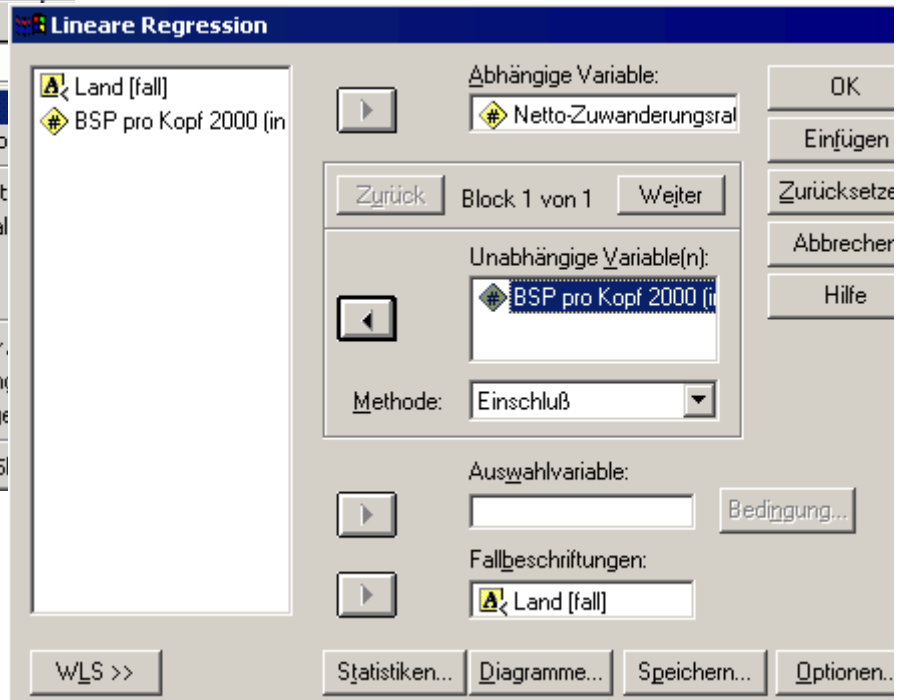 Lineare Regression
Land [fall]
BSP pro Kopf 2000 (in
Abhängige Variable:
Netto-Zuwanderungsrat
OK
Einfügen
Zurück
Block 1 von 1
Weiter
Zurücksetze
Abbrecher
Unabhängige Variable(n):
BSP pro Kopf 2000 (in
Hilfe
Methode:
Einschluß
Auswahlvariable:
Bedingung...
Fallbeschriftungen:
Land [fall]
WLS >>
Statistiken...
Diagramme...
Speichern...
Optionen..